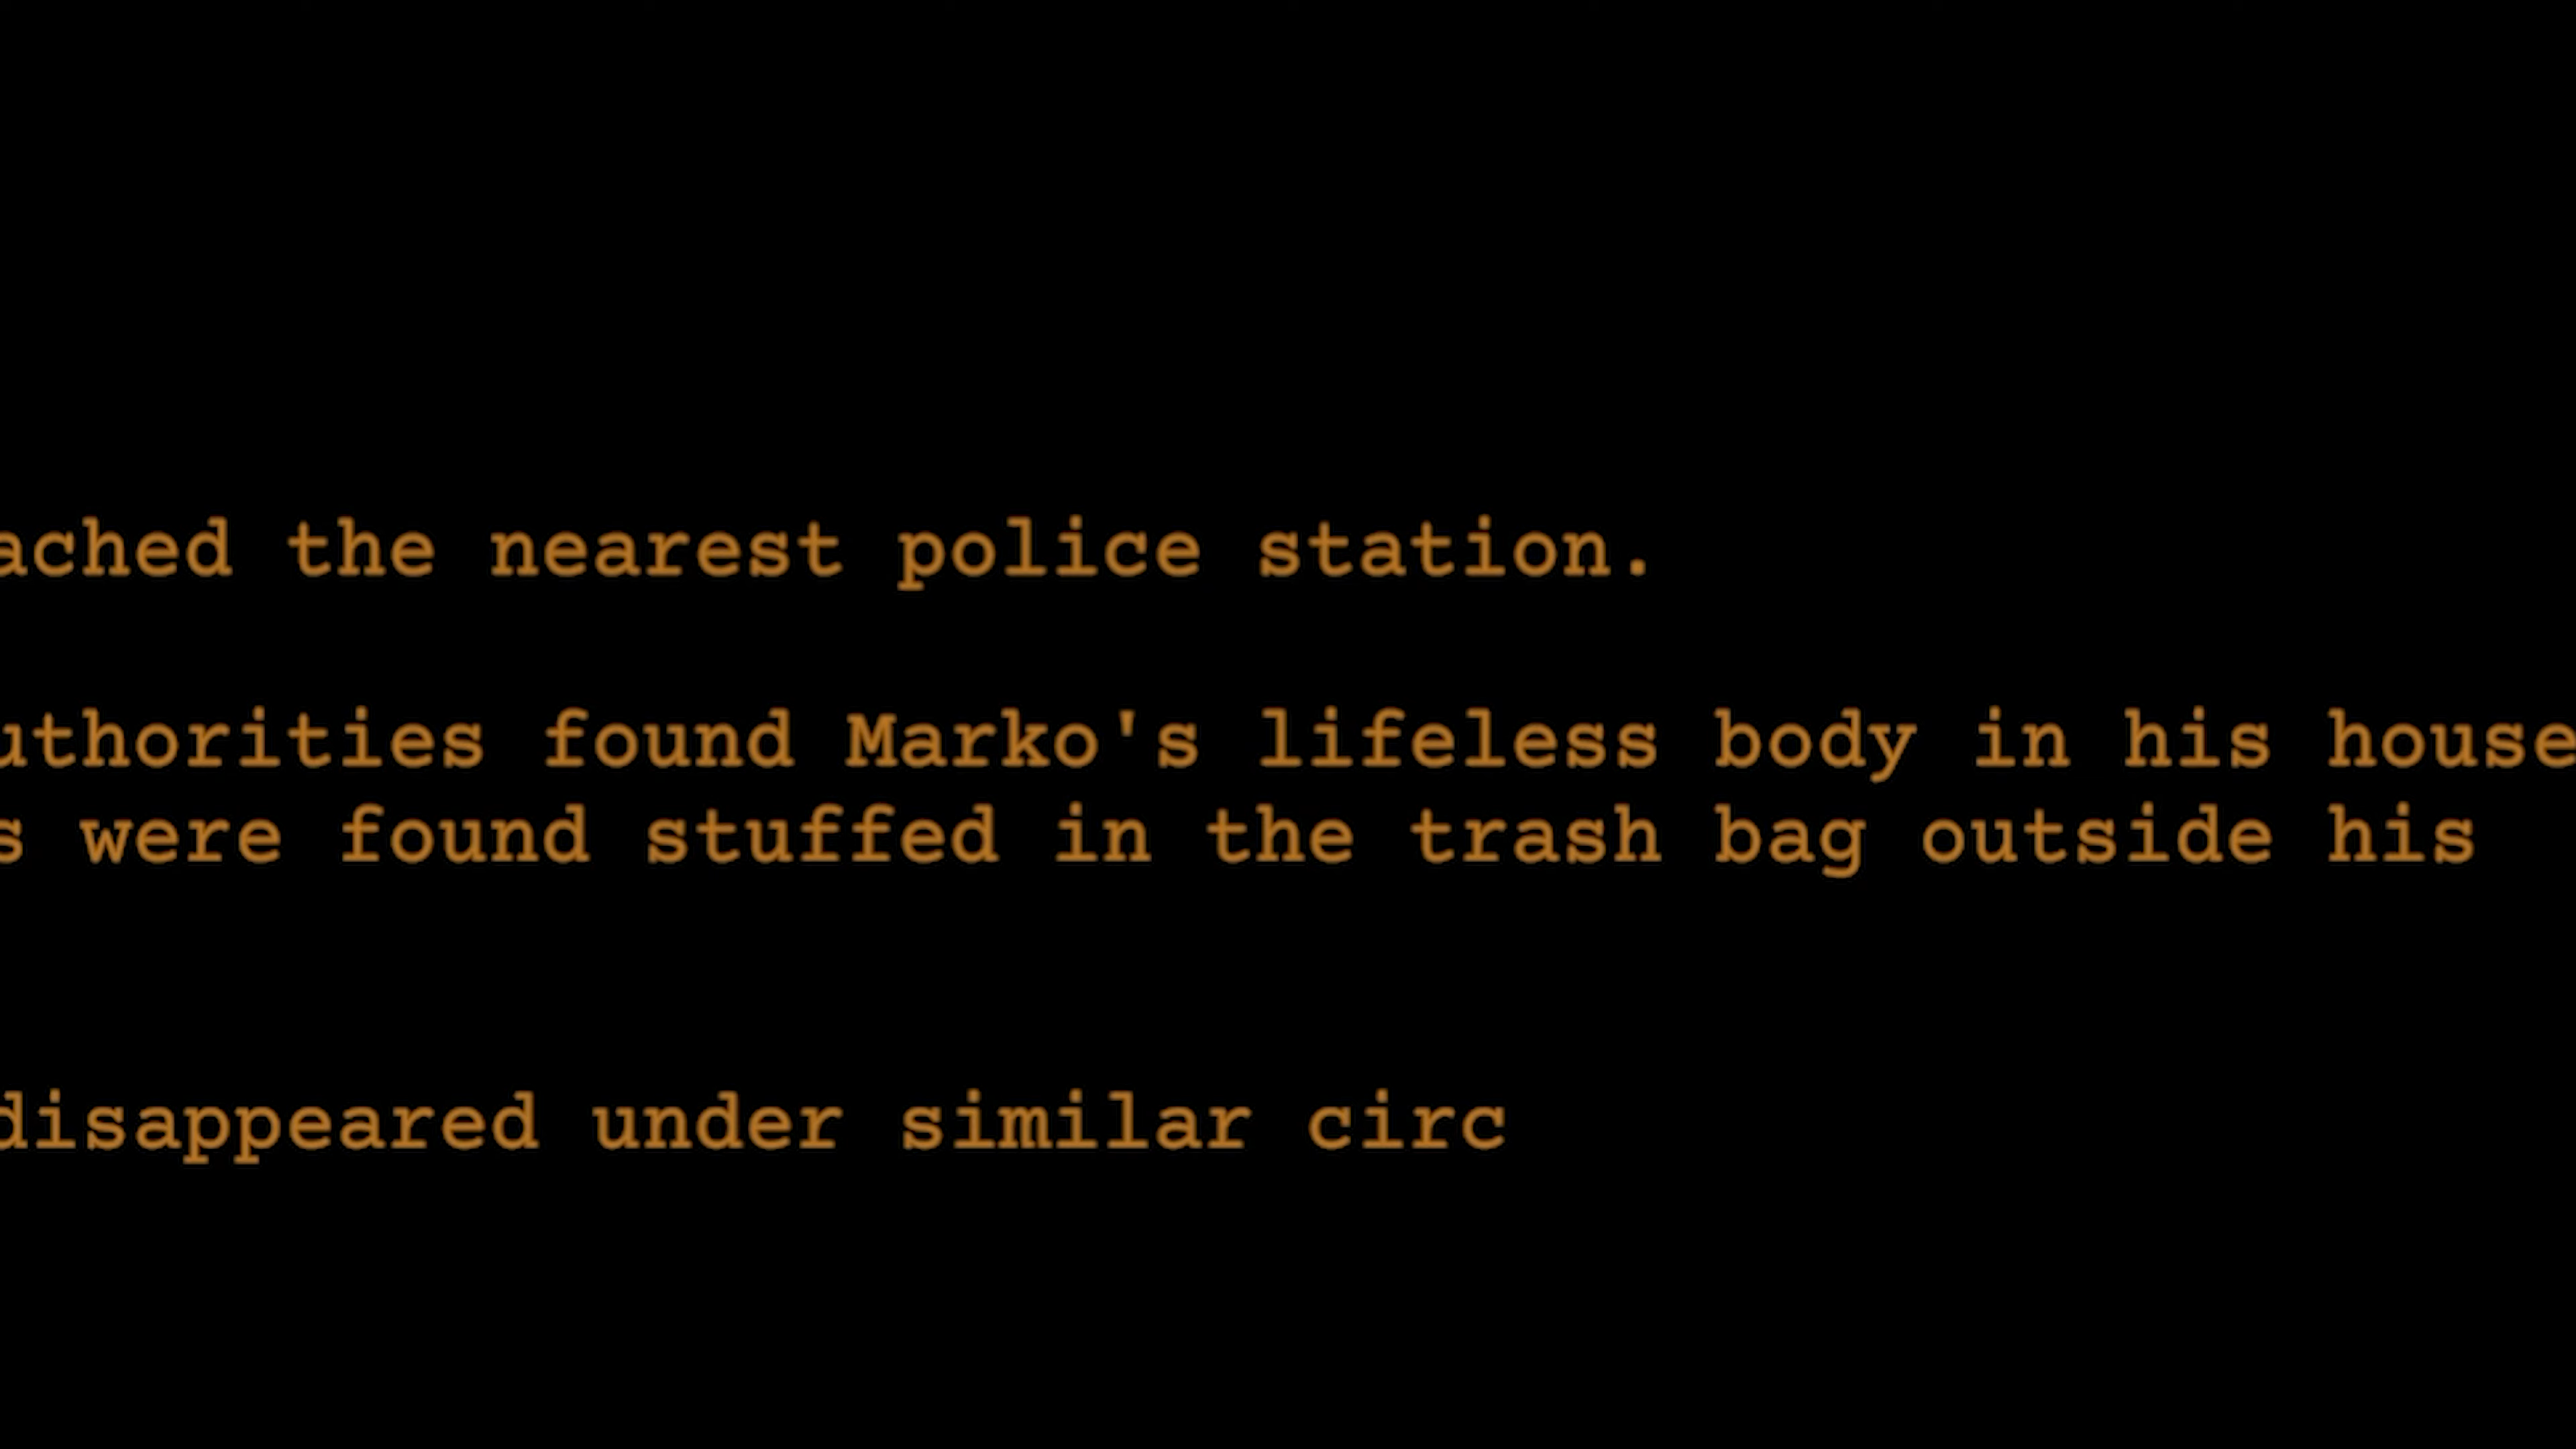 ached the nearest police station.
uthorities found Marko's lifeless body in his house
s were found stuffed in the trash bag outside his
disappeared under similar circ